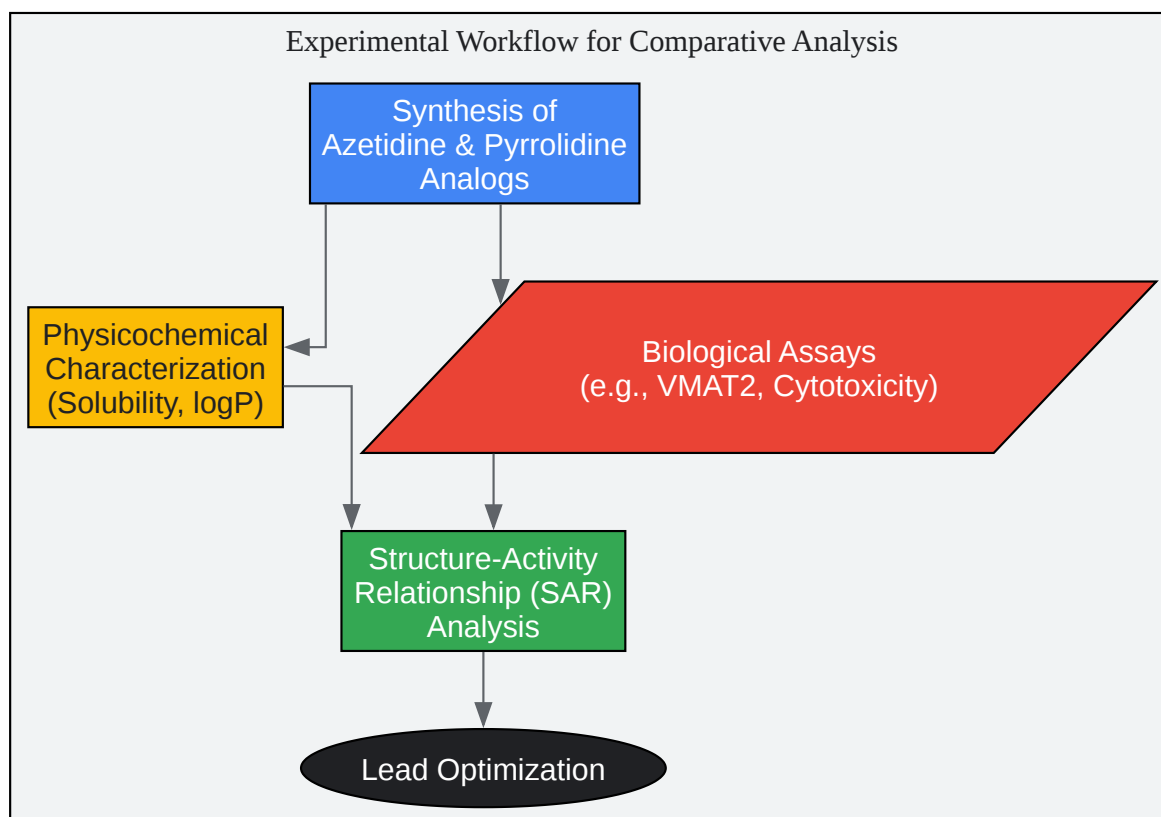 Experimental Workflow for Comparative Analysis
Synthesis of
Azetidine & Pyrrolidine
Analogs
Physicochemical
Characterization
(Solubility, logP)
Biological Assays
(e.g., VMAT2, Cytotoxicity)
Structure-Activity
Relationship (SAR)
Analysis
Lead Optimization